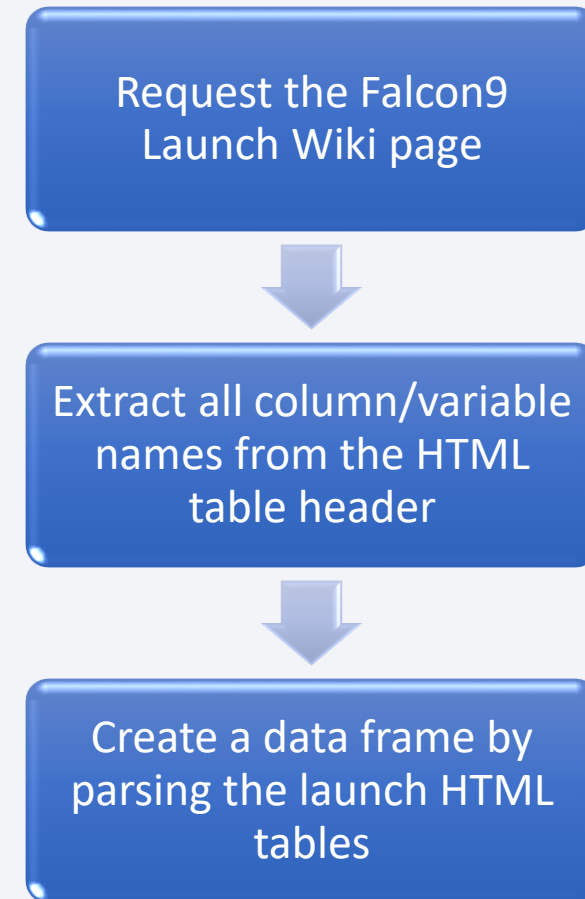 Request the Falcon9
Launch Wiki page
Extract all column/variable
names from the HTML
table header
Create a data frame by
parsing the launch HTML
tables